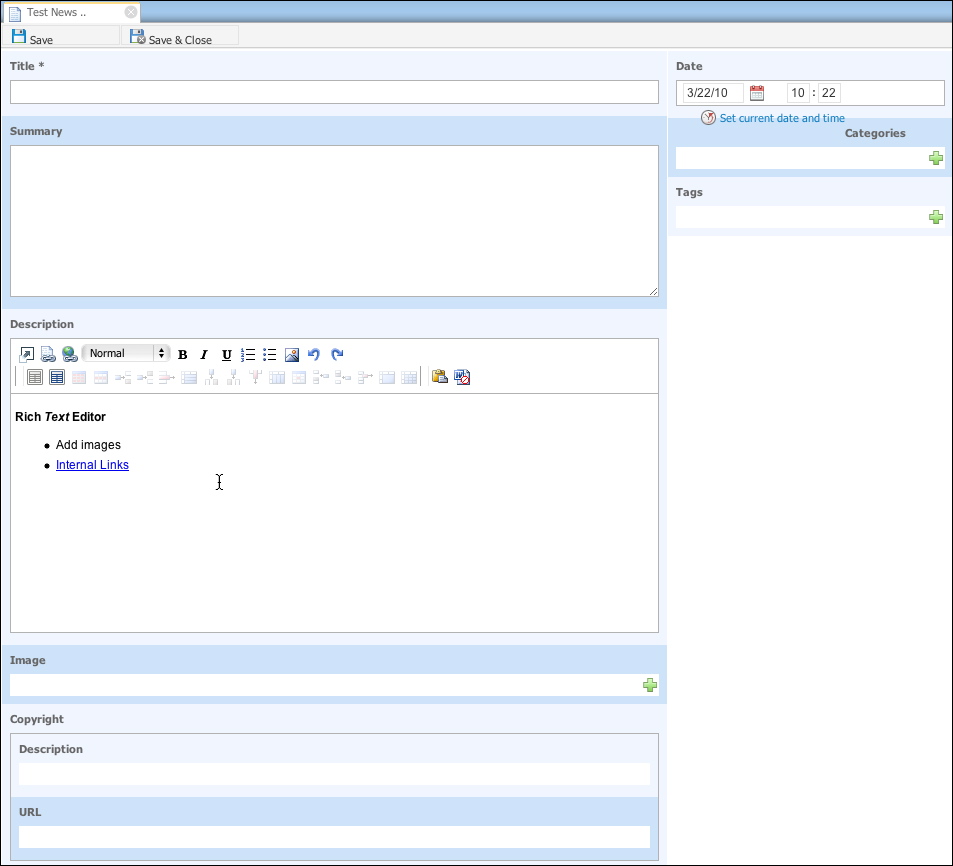 Test News ..
Save
Save & Close
Title *
Summary
Description
Normal
B I U
Rich Text Editor
Add images
Internal Links
Image
Copyright
Description
URL
Date
3/22/10 10 : 22
Set current date and time
Categories
Tags